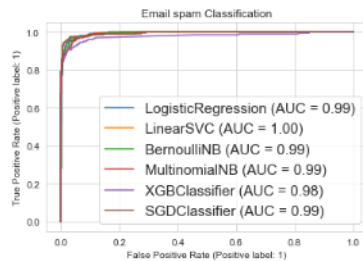 Email spam Classification
True Positive Rate (Positive label: 1)
1.0
0.8
0.6
0.4
0.2
0.0
LogisticRegression (AUC = 0.99)
LinearSVC (AUC = 1.00)
BernoulliNB (AUC = 0.99)
MultinomialNB (AUC = 0.99)
XGBClassifier (AUC = 0.98)
SGDClassifier (AUC = 0.99)
0.0 0.2 0.4 0.6 0.8 1.0
False Positive Rate (Positive label: 1)